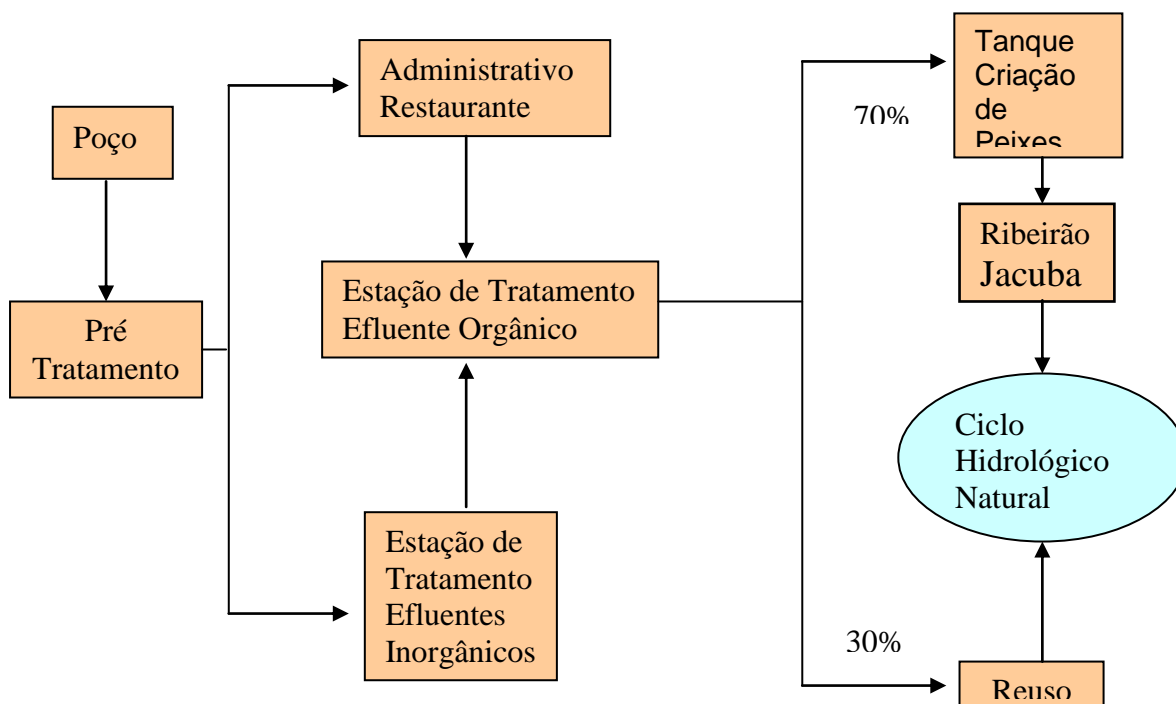 Poço
Pré
Tratamento
Administrativo
Restaurante
Estação de Tratamento
Efluente Orgânico
Estação de
Tratamento
Efluentes
Inorgânicos
70%
30%
Tanque
Criação
de
Peixes
Ribeirão
Jacuba
Ciclo
Hidrológico
Natural
Reuso